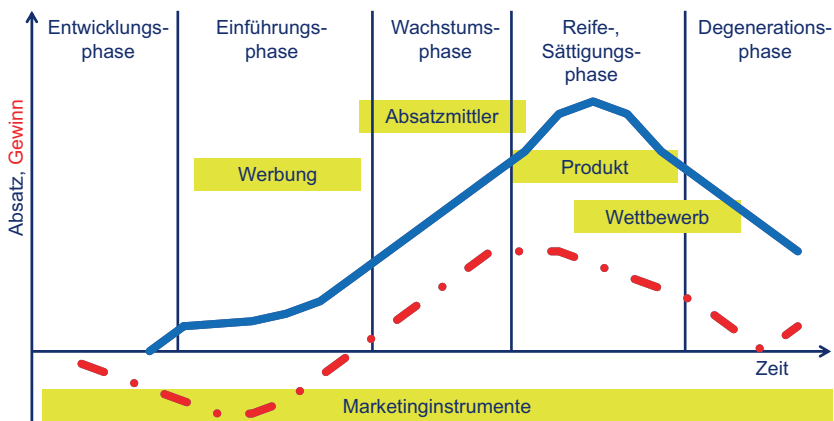 Entwicklungs-
phase
Einführungs-
phase
Wachstums-
phase
Reife-,
Sättigungs-
phase
Degenerations-
phase
Absatz, Gewinn
Absatzmittler
Werbung
Produkt
Wettbewerb
Zeit
Marketinginstrumente